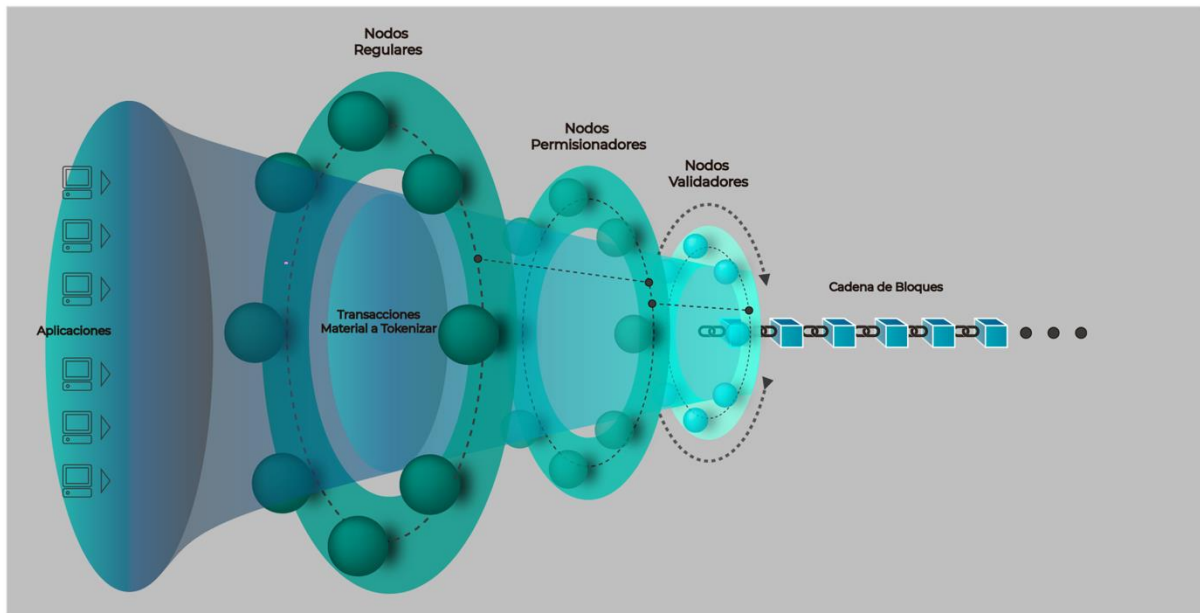 Nodos
Regulares
Nodos
Permisionadores
Nodos
Validadores
Cadena de Bloques
Aplicaciones
Transacciones
Material a Tokenizar